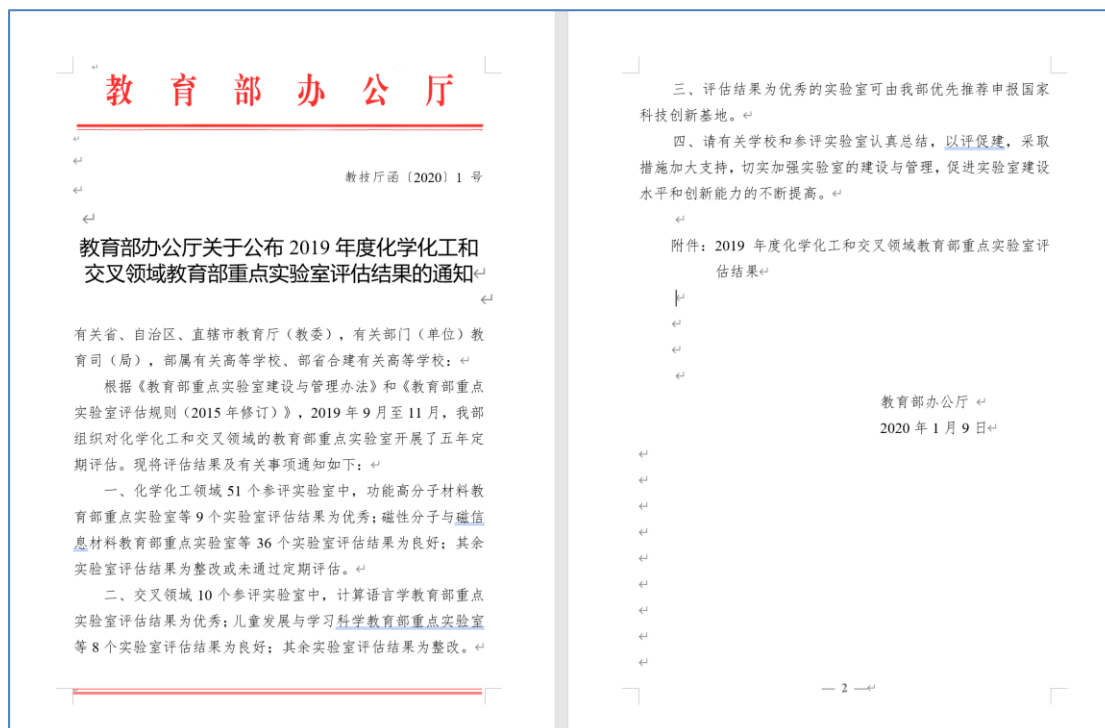 教育部办公厅
教技厅函〔2020〕1 号
教育部办公厅关于公布 2019 年度化学化工和
交叉领域教育部重点实验室评估结果的通知
有关省、自治区、直辖市教育厅（教委），有关部门（单位）教
育司（局），部属有关高等学校、部省合建有关高等学校：
根据《教育部重点实验室建设与管理办法》和《教育部重点
实验室评估规则（2015 年修订）》，2019 年 9 月至 11 月，我部
组织对化学化工和交叉领域的教育部重点实验室开展了五年定
期评估。现将评估结果及有关事项通知如下：
一、化学化工领域 51 个参评实验室中，功能高分子材料教
育部重点实验室等 9 个实验室评估结果为优秀；磁性分子与磁信
息材料教育部重点实验室等 36 个实验室评估结果为良好；其余
实验室评估结果为整改或未通过定期评估。
二、交叉领域 10 个参评实验室中，计算语言学教育部重点
实验室评估结果为优秀；儿童发展与学习科学教育部重点实验室
等 8 个实验室评估结果为良好；其余实验室评估结果为整改。
三、评估结果为优秀的实验室可由我部优先推荐申报国家
科技创新基地。
四、请有关学校和参评实验室认真总结，以评促建，采取
措施加大支持，切实加强实验室的建设与管理，促进实验室建设
水平和创新能力的不断提高。
附件：2019 年度化学化工和交叉领域教育部重点实验室评
估结果
教育部办公厅
2020 年 1 月 9 日
— 2 —